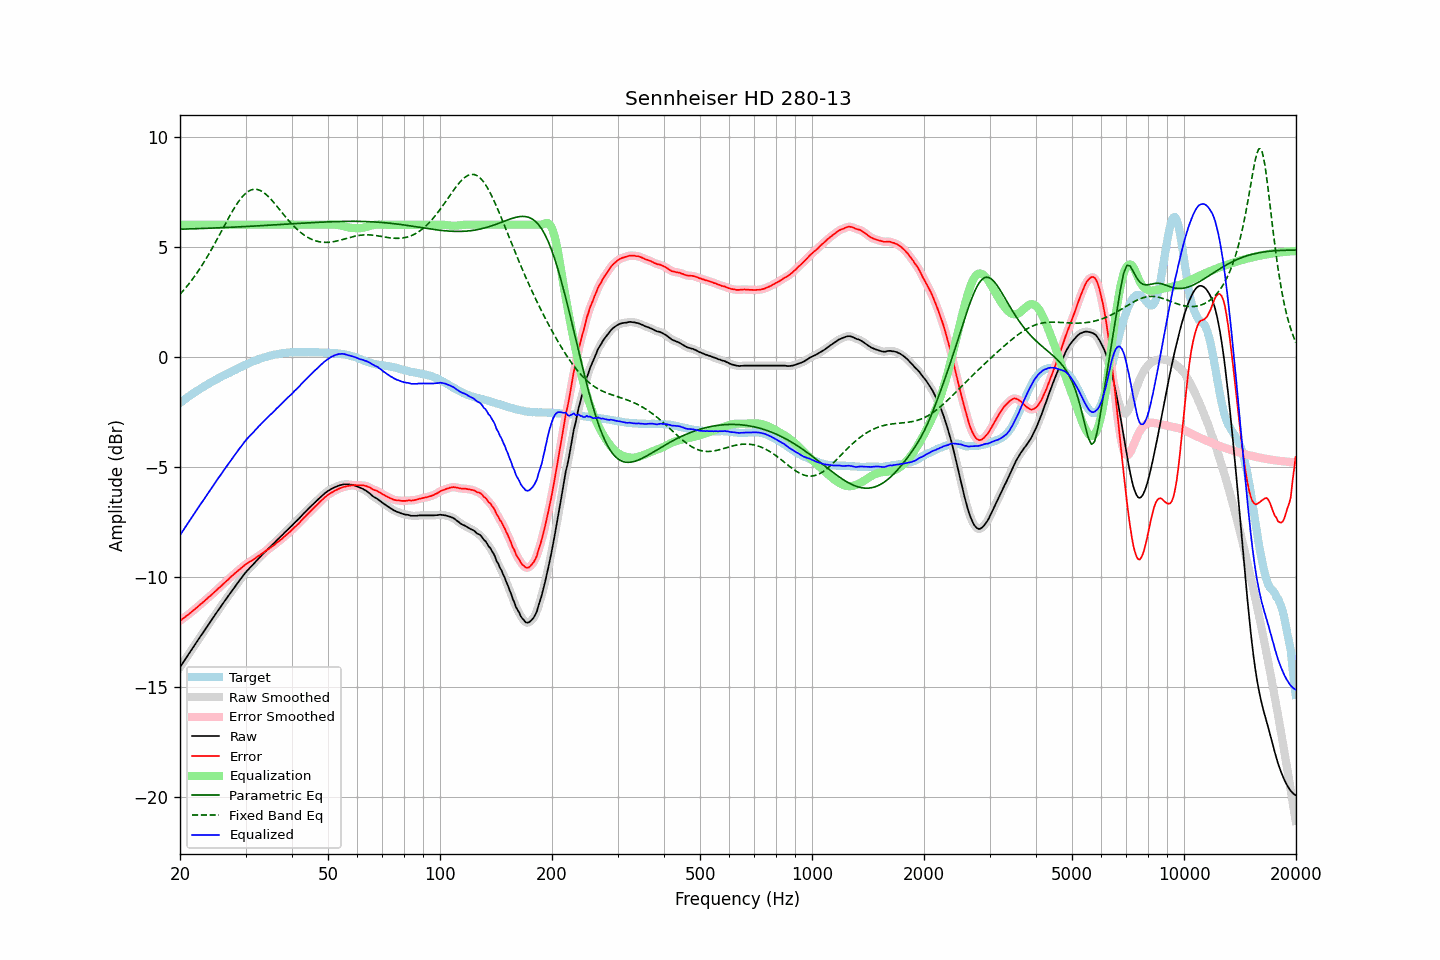 Sennheiser HD 280-13
10
5
0
−5
−10
−15
−20
Amplitude (dBr)
Target
Raw Smoothed
Error Smoothed
Raw
Error
Equalization
Parametric Eq
Fixed Band Eq
Equalized
20 50 100 200 500 1000 2000 5000 10000 20000
Frequency (Hz)